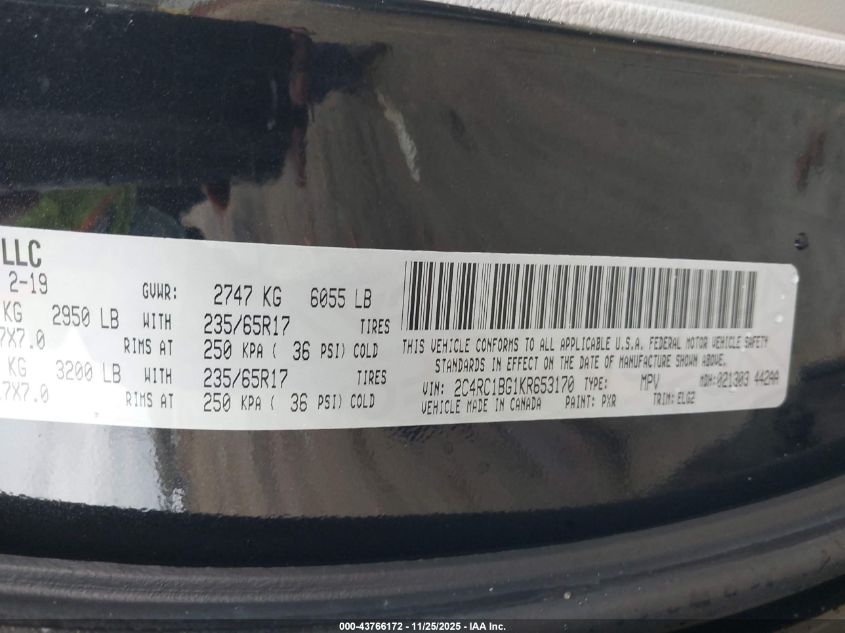 LLC
2-19 GVWR: 2747 KG 6055 LB
KG 2950 LB WITH 235/65R17 TIRES
7X7.0 RIMS AT 250 KPA ( 36 PSI) COLD
KG 3200 LB WITH 235/65R17 TIRES
7X7.0 RIMS AT 250 KPA ( 36 PSI) COLD
THIS VEHICLE CONFORMS TO ALL APPLICABLE U.S.A. FEDERAL MOTOR VEHICLE SAFETY
STANDARDS IN EFFECT ON THE DATE OF MANUFACTURE SHOWN ABOVE.
VIN: 2C4RC1BG1KR653170 TYPE: MPV MDH:021303 442AA
VEHICLE MADE IN CANADA PAINT: PXR TRIM: ELG2
000-43766172 - 11/25/2025 - IAA Inc.